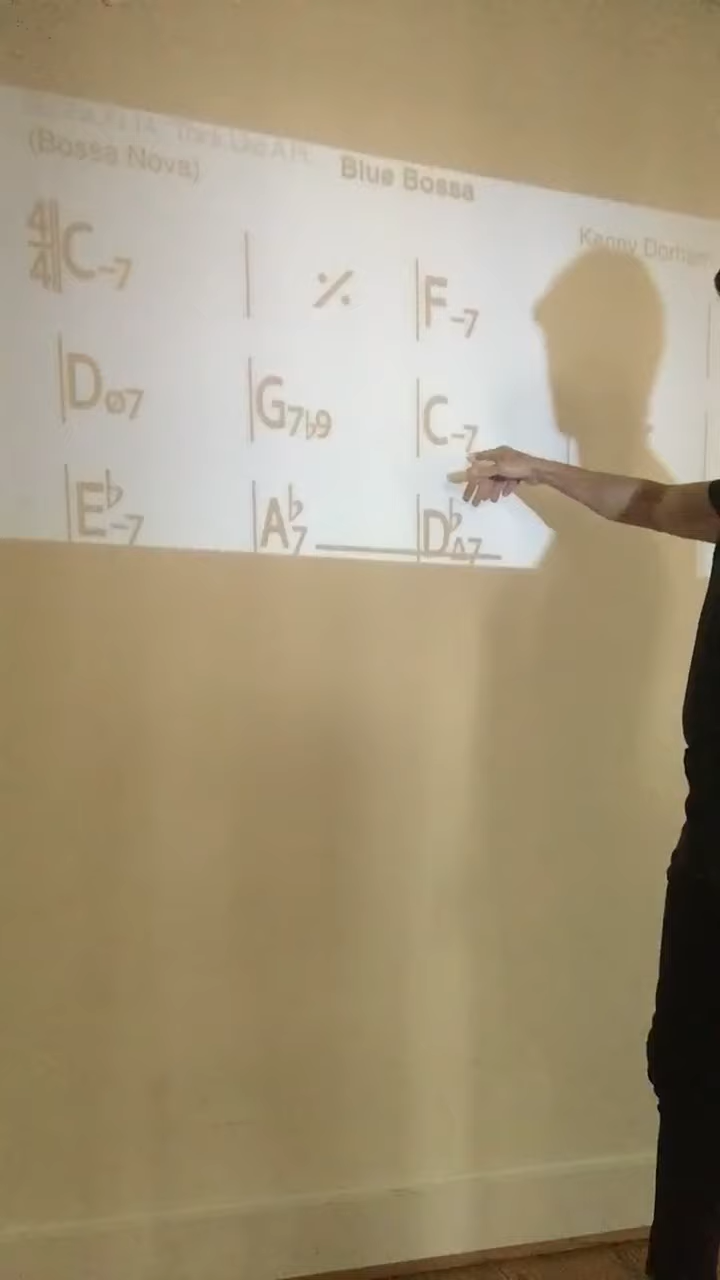 (Bossa Nova) Blue Bossa Kenny Dorham
4/4 C-7 | 𝄎 | F-7
| Dø7 | G7♭9 | C-7
| E♭-7 | A♭7 | D♭Δ7